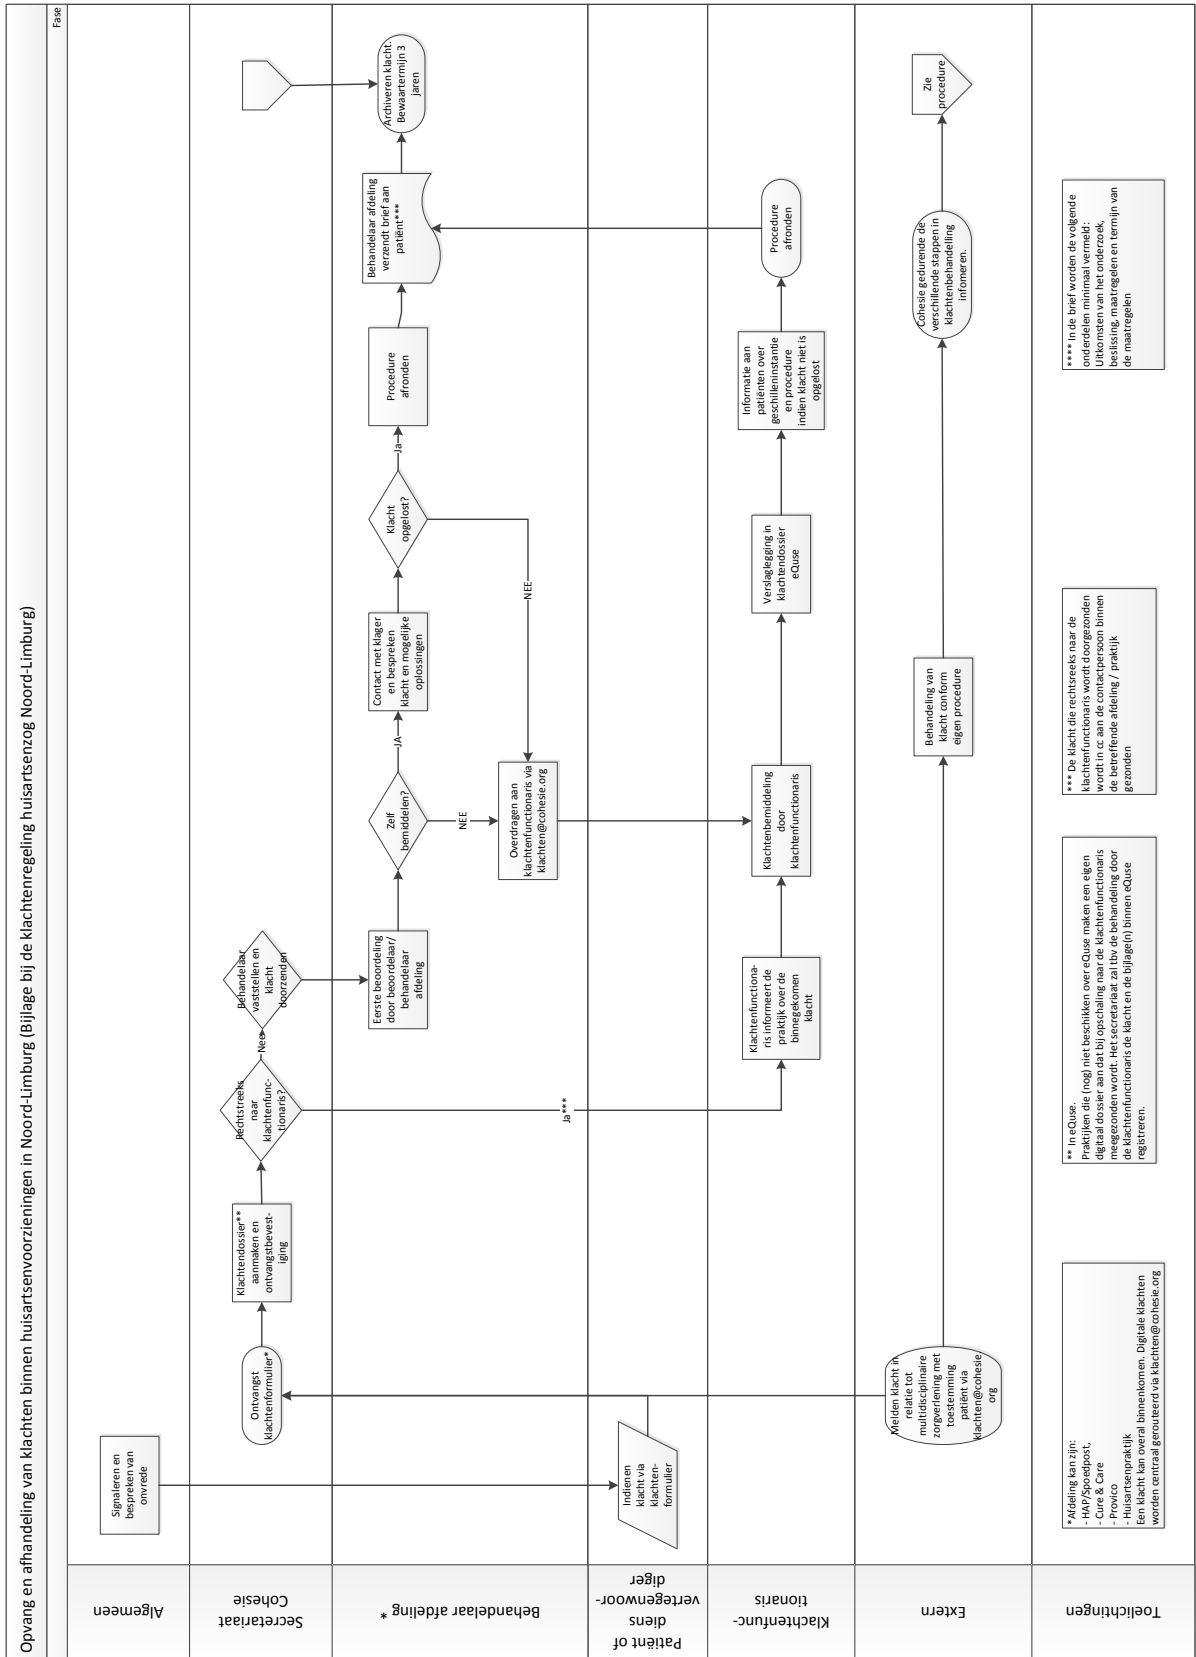 Opvang en afhandeling van klachten binnen huisartsenvoorzieningen in Noord-Limburg (Bijlage bij de klachtenregeling huisartsenzog Noord-Limburg)
Fase
Algemeen
Signaleren en
bespreken van
onvrede
Secretariaat
Cohesie
Ontvangst
klachtenformulier*
Klachtendossier**
aanmaken en
ontvangstbevest-
iging
Rechtstreeks
naar
klachtenfunc-
tionaris?
Nee
Ja***
Behandelaar
vaststellen en
klacht
doorzenden
Behandelaar afdeling *
Eerste beoordeling
door beoordelaar/
behandelaar
afdeling
Zelf
bemiddelen?
JA
NEE
Overdragen aan
klachtenfunctionaris via
klachten@cohesie.org
Contact met klager
en bespreken
klacht en mogelijke
oplossingen
Klacht
opgelost?
Ja
NEE
Procedure
afronden
Behandelaar afdeling
verzendt brief aan
patiënt***
Archiveren klacht.
Bewaartermijn 3
jaren
Patiënt of
diens
vertegenwoor-
diger
Indienen
klacht via
klachten-
formulier
Klachtenfunc-
tionaris
Klachtenfunctiona-
ris informeert de
praktijk over de
binnegekomen
klacht
Klachtenbemiddeling
door
klachtenfunctionaris
Verslaglegging in
klachtendossier
eQuse
Informatie aan
patiënten over
geschilleninstantie
en procedure
indien klacht niet is
opgelost
Procedure
afronden
Extern
Melden klacht in
relatie tot
multidisciplinaire
zorgverlening met
toestemming
patiënt via
klachten@cohesie.
org
Behandeling van
klacht conform
eigen procedure
Cohesie gedurende de
verschillende stappen in
klachtenbehandelling
infomeren.
Zie
procedure
Toelichtingen
*Afdeling kan zijn:
- HAP/Spoedpost,
- Cure & Care
- Provico
- Huisartsenpraktijk
Een klacht kan overal binnenkomen. Digitale klachten
worden centraal gerouteerd via klachten@cohesie.org
** In eQuse.
Praktijken die (nog) niet beschikken over eQuse maken een eigen
digitaal dossier aan dat bij opschaling naar de klachtenfunctionaris
meegezonden wordt. Het secretariaat zal tbv de behandeling door
de klachtenfunctionaris de klacht en de bijlage(n) binnen eQuse
registreren.
*** De klacht die rechtsreeks naar de
klachtenfunctionaris wordt doorgezonden
wordt in cc aan de contactpersoon binnen
de betreffende afdeling / praktijk
gezonden
**** In de brief worden de volgende
onderdelen minimaal vermeld:
Uitkomsten van het onderzoek,
beslissing, maatregelen en termijn van
de maatregelen